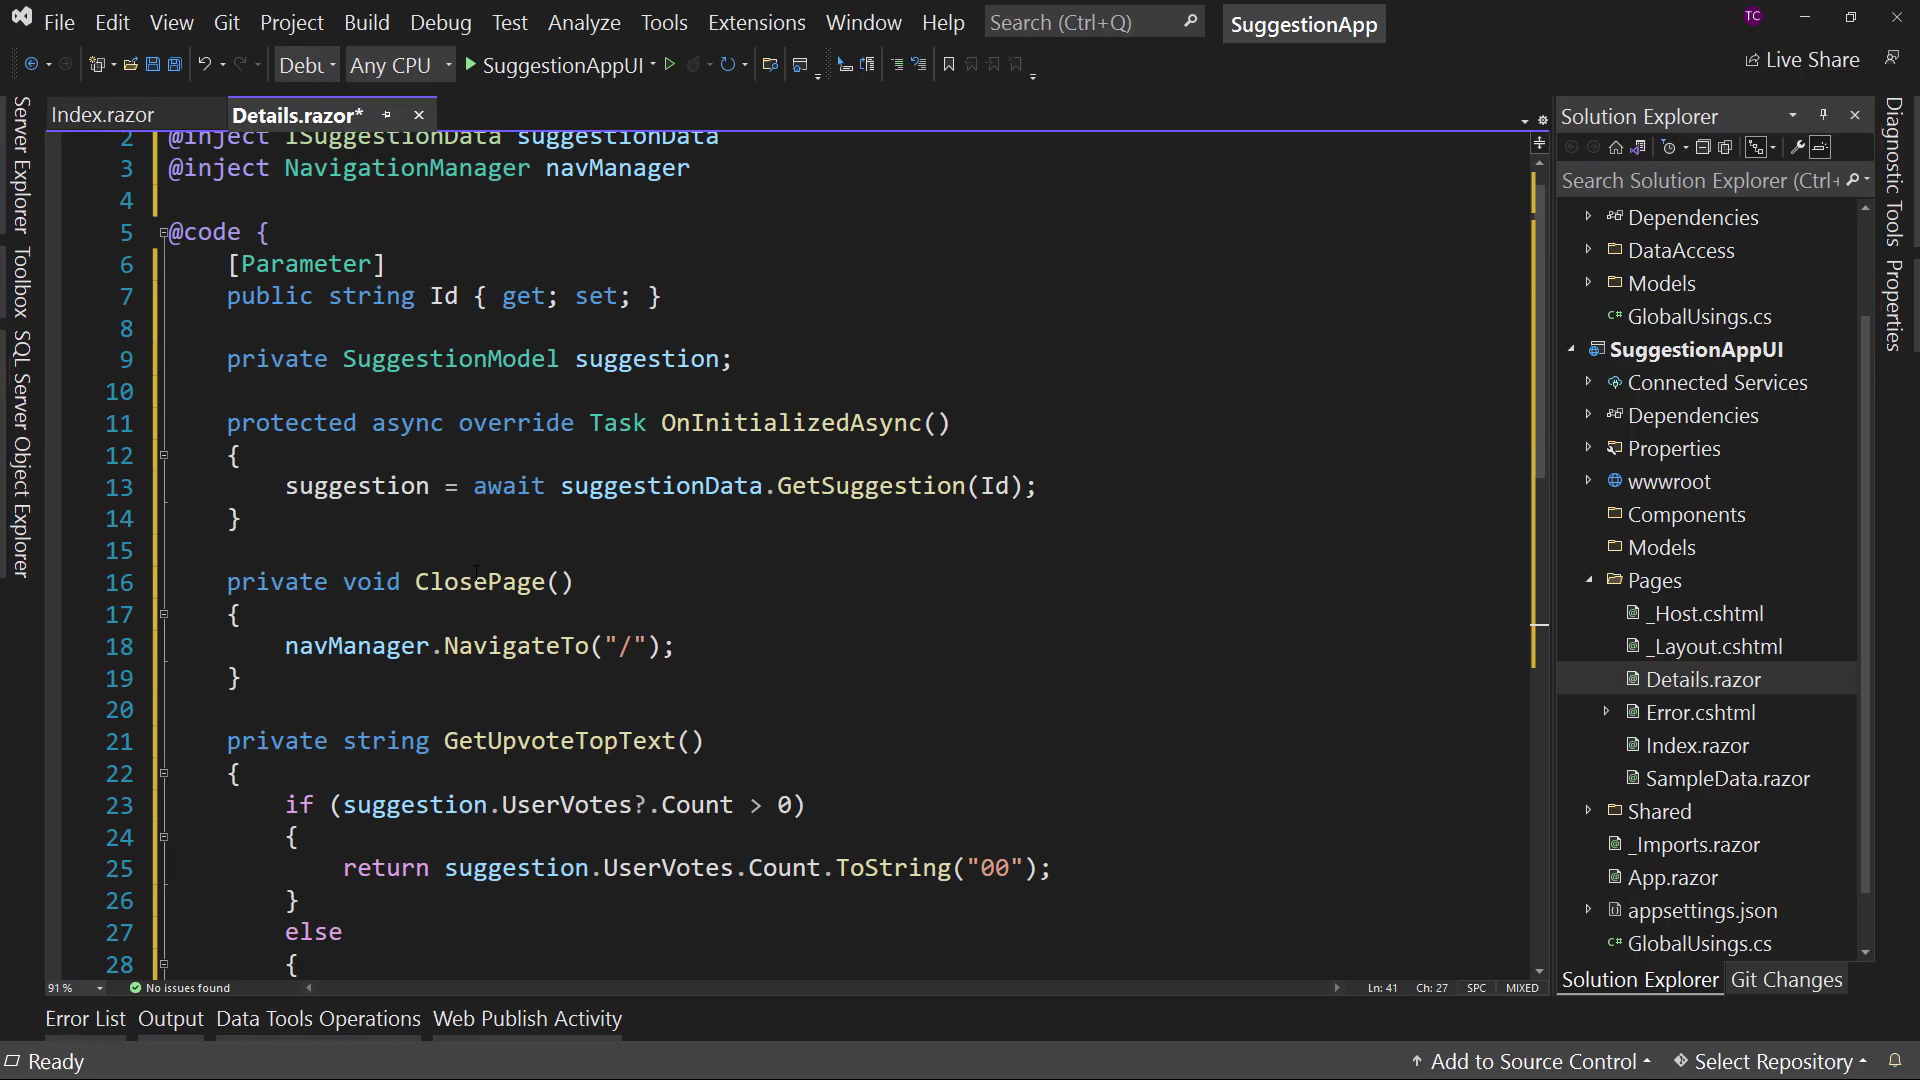 File Edit View Git Project Build Debug Test Analyze Tools Extensions Window Help Search (Ctrl+Q) SuggestionApp TC
Debu Any CPU SuggestionAppUI Live Share
Index.razor Details.razor*
Server Explorer
Toolbox
SQL Server Object Explorer
2 @inject ISuggestionData suggestionData
3 @inject NavigationManager navManager
4
5 @code {
6 [Parameter]
7 public string Id { get; set; }
8
9 private SuggestionModel suggestion;
10
11 protected async override Task OnInitializedAsync()
12 {
13 suggestion = await suggestionData.GetSuggestion(Id);
14 }
15
16 private void ClosePage()
17 {
18 navManager.NavigateTo("/");
19 }
20
21 private string GetUpvoteTopText()
22 {
23 if (suggestion.UserVotes?.Count > 0)
24 {
25 return suggestion.UserVotes.Count.ToString("00");
26 }
27 else
28 {
91 % No issues found Ln: 41 Ch: 27 SPC MIXED
Solution Explorer
Search Solution Explorer (Ctrl+
Dependencies
DataAccess
Models
GlobalUsings.cs
SuggestionAppUI
Connected Services
Dependencies
Properties
wwwroot
Components
Models
Pages
_Host.cshtml
_Layout.cshtml
Details.razor
Error.cshtml
Index.razor
SampleData.razor
Shared
_Imports.razor
App.razor
appsettings.json
GlobalUsings.cs
Solution Explorer Git Changes
Diagnostic Tools
Properties
Error List Output Data Tools Operations Web Publish Activity
Ready Add to Source Control Select Repository